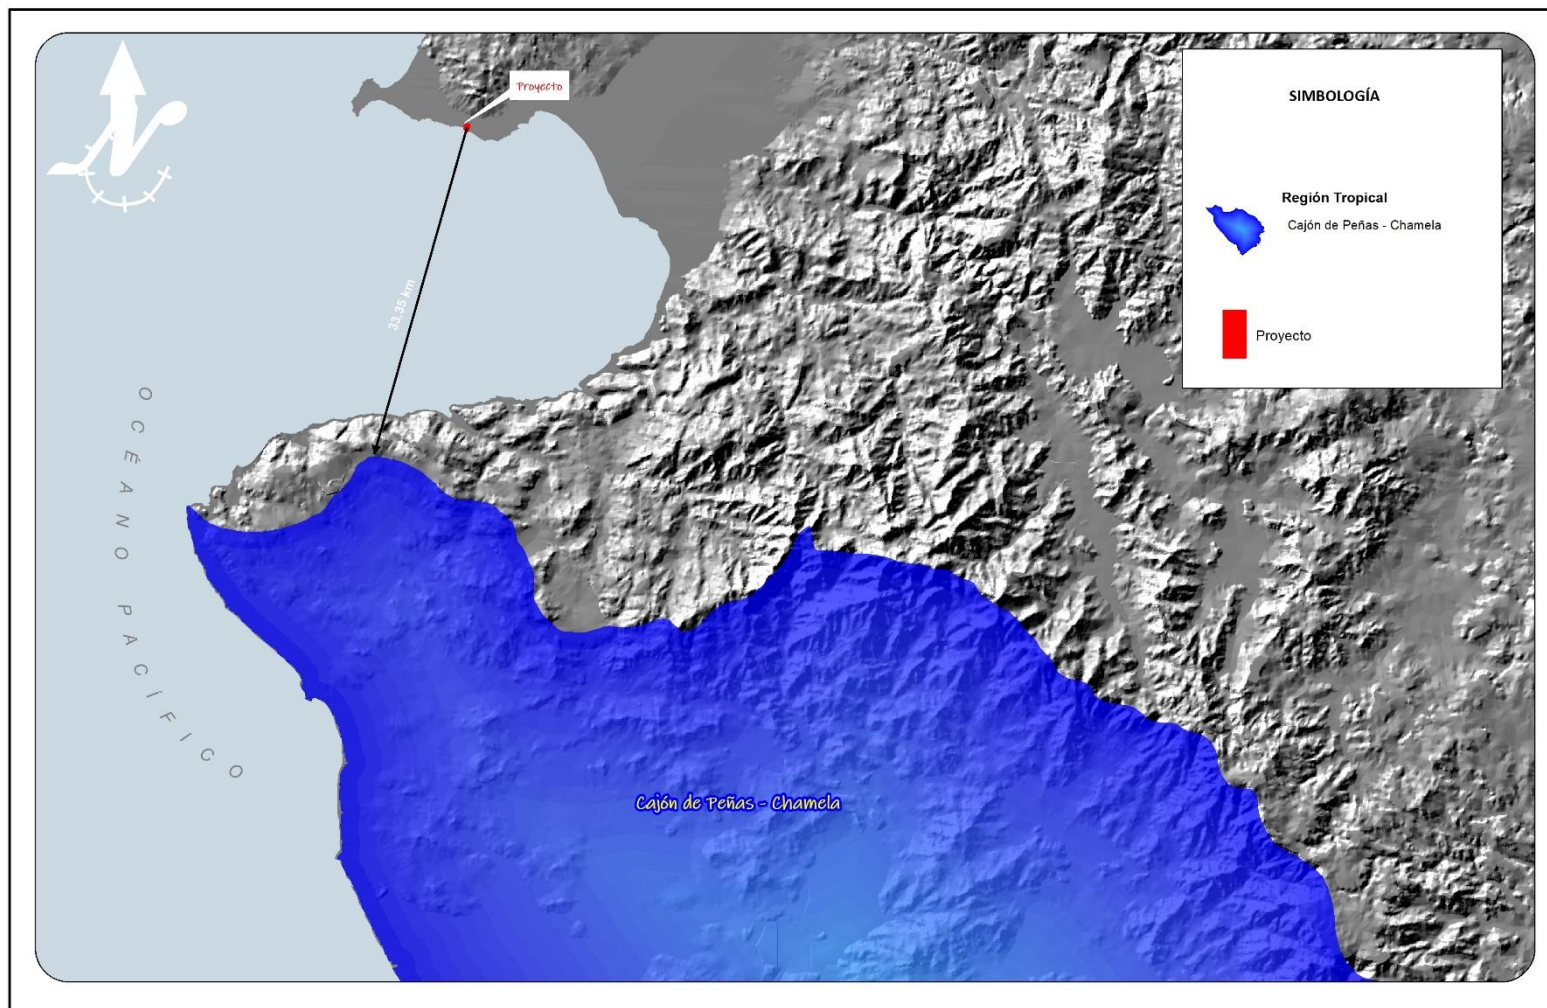 Proyecto
SIMBOLOGÍA
Región Tropical
Cajón de Peñas - Chamela
Proyecto
33.35 km
OCÉANO PACÍFICO
Cajón de Peñas - Chamela